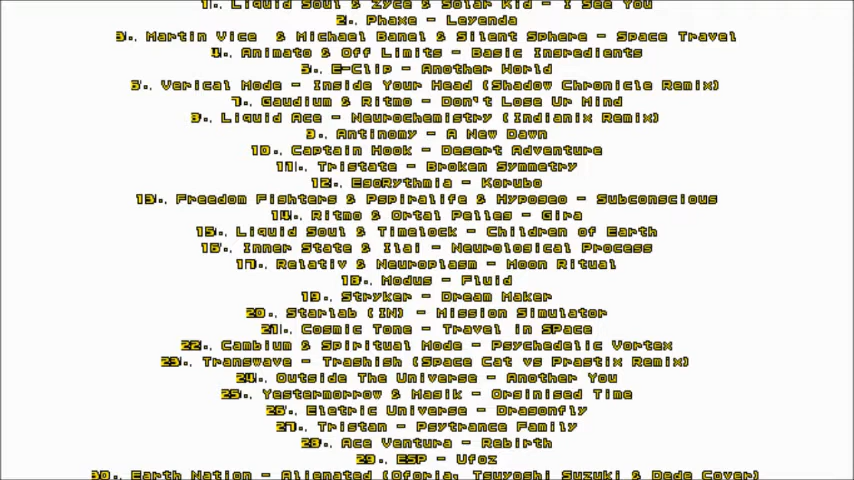 1., Liquid Soul & Zyce & Solar Kid - I See You
2., Phaxe - Leyenda
3., Martin Vice & Michael Banel & Silent Sphere - Space Travel
4., Animato & Off Limits - Basic Ingredients
5., E-Clip - Another World
6., Verical Mode - Inside Your Head (Shadow Chronicle Remix)
7., Gaudium & Ritmo - Don't Lose Ur Mind
8., Liquid Ace - Neurochemistry (Indianix Remix)
9., Antinomy - A New Dawn
10., Captain Hook - Desert Adventure
11., Tristate - Broken Symmetry
12., EgoRythmia - Korubo
13., Freedom Fighters & Pspiralife & Hypogeo - Subconscious
14., Ritmo & Ortal Pelleg - Gira
15., Liquid Soul & Timelock - Children of Earth
16., Inner State & Ilai - Neurological Process
17., Relativ & Neuroplasm - Moon Ritual
18., Modus - Fluid
19., Stryker - Dream Maker
20., Starlab (IN) - Mission Simulator
21., Cosmic Tone - Travel in SPace
22., Cambium & Spiritual Mode - Psychedelic Vortex
23., Transwave - Trashish (Space Cat vs Prastix Remix)
24., Outside The Universe - Another You
25., Yestermorrow & Magik - Orginised Time
26., Eletric Universe - Dragonfly
27., Tristan - Psytrance Family
28., Ace Ventura - Rebirth
29., ESP - Ufoz
30., Earth Nation - Alienated (Oforia, Tsuyoshi Suzuki & Dede Cover)